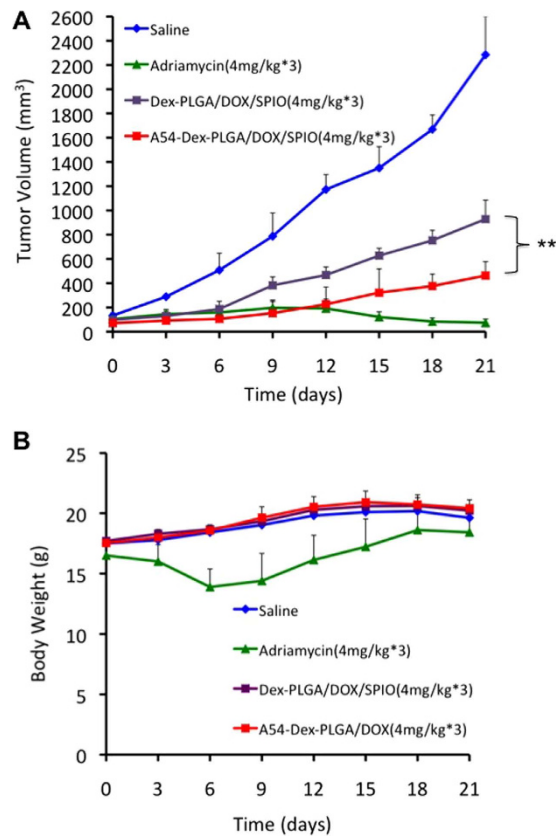 A
Tumor Volume (mm³)
2600
2400
2200
2000
1800
1600
1400
1200
1000
800
600
400
200
0
Saline
Adriamycin(4mg/kg*3)
Dex-PLGA/DOX/SPIO(4mg/kg*3)
A54-Dex-PLGA/DOX/SPIO(4mg/kg*3)
**
0 3 6 9 12 15 18 21
Time (days)
B
Body Weight (g)
25
20
15
10
5
0
Saline
Adriamycin(4mg/kg*3)
Dex-PLGA/DOX/SPIO(4mg/kg*3)
A54-Dex-PLGA/DOX(4mg/kg*3)
0 3 6 9 12 15 18 21
Time (days)